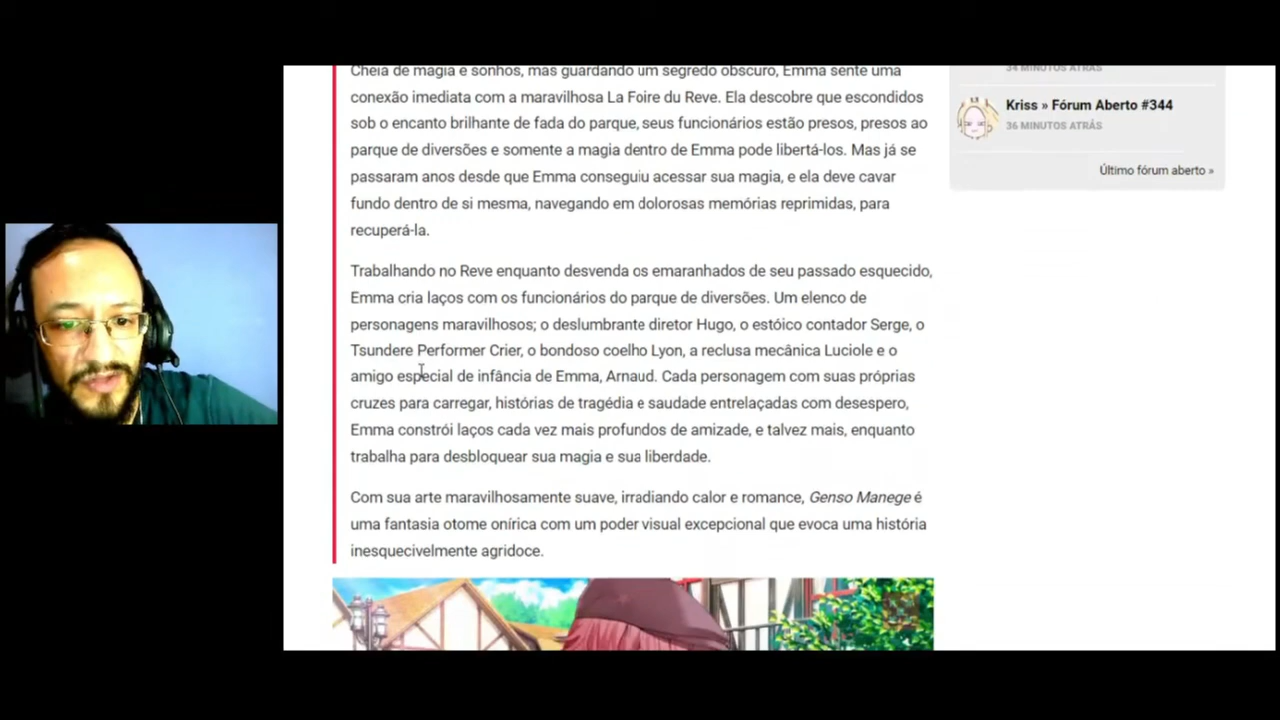 Cheia de magia e sonhos, mas guardando um segredo obscuro, Emma sente uma
conexão imediata com a maravilhosa La Foire du Reve. Ela descobre que escondidos
sob o encanto brilhante de fada do parque, seus funcionários estão presos, presos ao
parque de diversões e somente a magia dentro de Emma pode libertá-los. Mas já se
passaram anos desde que Emma conseguiu acessar sua magia, e ela deve cavar
fundo dentro de si mesma, navegando em dolorosas memórias reprimidas, para
recuperá-la.
Trabalhando no Reve enquanto desvenda os emaranhados de seu passado esquecido,
Emma cria laços com os funcionários do parque de diversões. Um elenco de
personagens maravilhosos; o deslumbrante diretor Hugo, o estóico contador Serge, o
Tsundere Performer Crier, o bondoso coelho Lyon, a reclusa mecânica Luciole e o
amigo especial de infância de Emma, Arnaud. Cada personagem com suas próprias
cruzes para carregar, histórias de tragédia e saudade entrelaçadas com desespero,
Emma constrói laços cada vez mais profundos de amizade, e talvez mais, enquanto
trabalha para desbloquear sua magia e sua liberdade.
Com sua arte maravilhosamente suave, irradiando calor e romance, Genso Manege é
uma fantasia otome onírica com um poder visual excepcional que evoca uma história
inesquecivelmente agridoce.
34 MINUTOS ATRÁS
Kriss » Fórum Aberto #344
36 MINUTOS ATRÁS
Último fórum aberto »